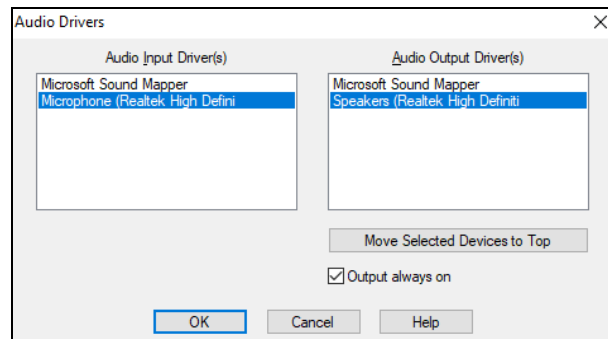 Audio Drivers
Audio Input Driver(s)
Microsoft Sound Mapper
Microphone (Realtek High Defini
Audio Output Driver(s)
Microsoft Sound Mapper
Speakers (Realtek High Definiti
Move Selected Devices to Top
Output always on
OK
Cancel
Help